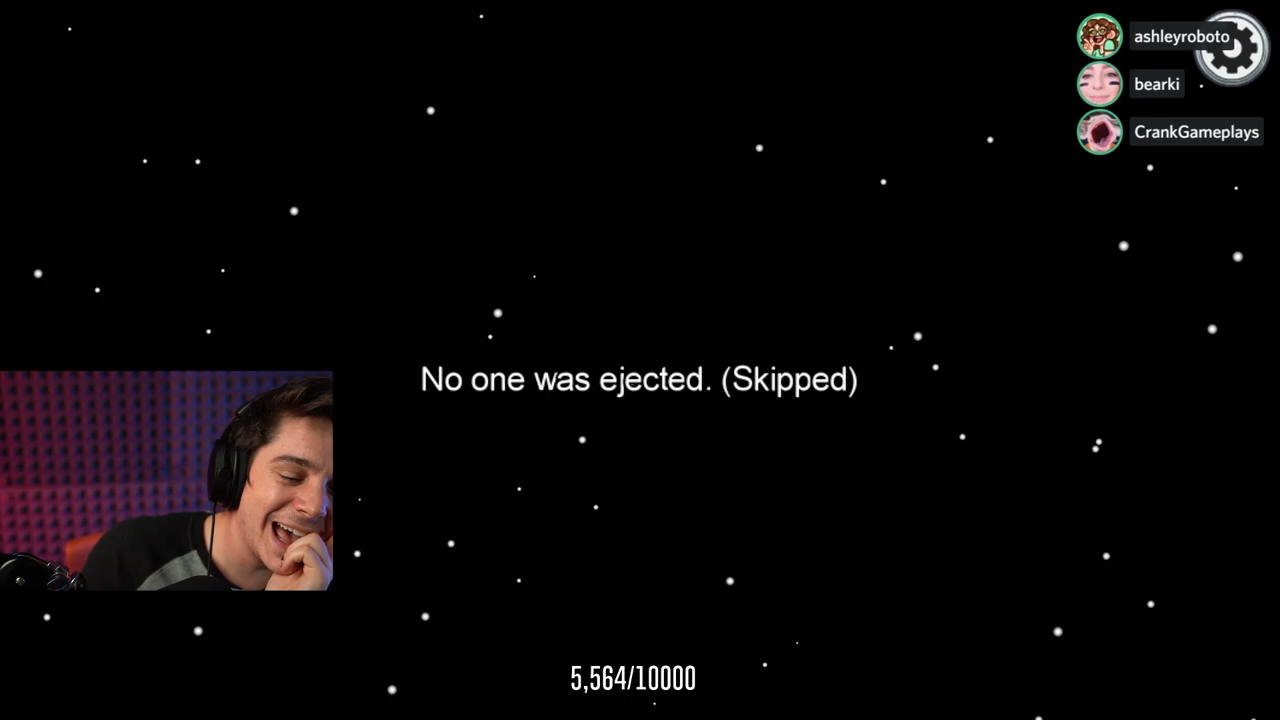 ashleyroboto
bearki
CrankGameplays
No one was ejected. (Skipped)
5,564/10000